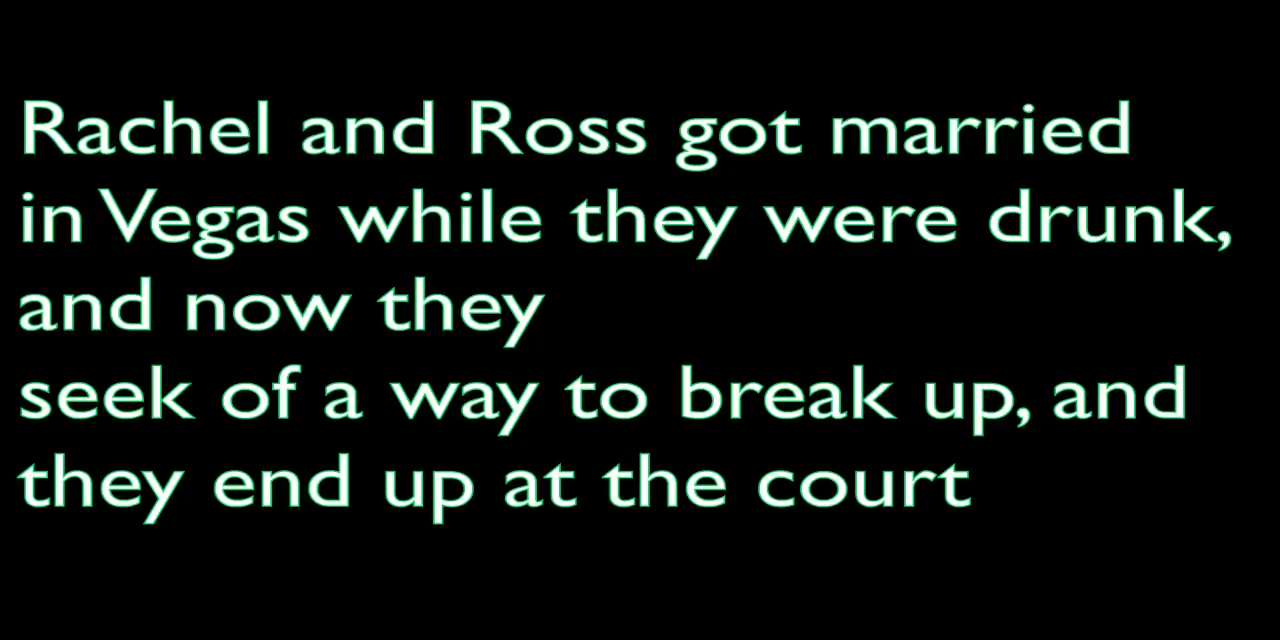 Rachel and Ross got married
in Vegas while they were drunk,
and now they
seek of a way to break up, and
they end up at the court